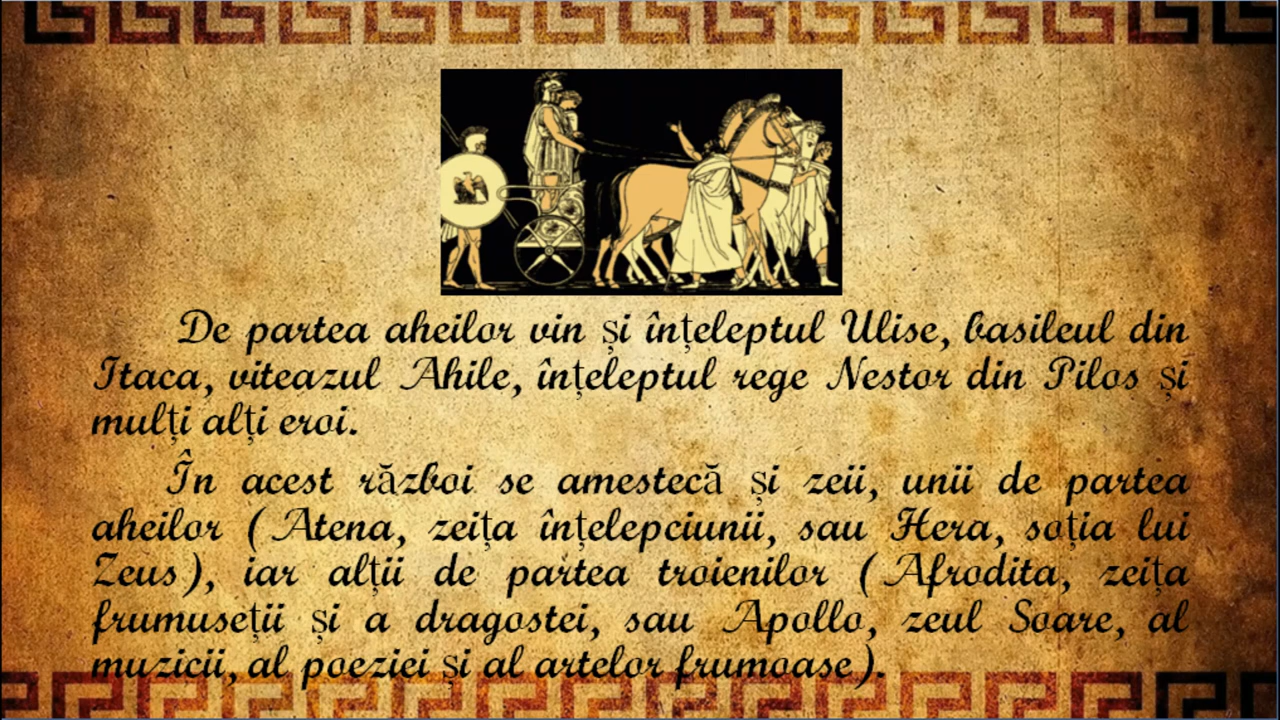 De partea aheilor vin și înțeleptul Ulise, basileul din
Itaca, viteazul Ahile, înțeleptul rege Nestor din Pilos și
mulți alți eroi.
În acest război se amestecă și zeii, unii de partea
aheilor (Atena, zeița înțelepciunii, sau Hera, soția lui
Zeus), iar alții de partea troienilor (Afrodita, zeița
frumuseții și a dragostei, sau Apollo, zeul Soare, al
muzicii, al poeziei și al artelor frumoase).